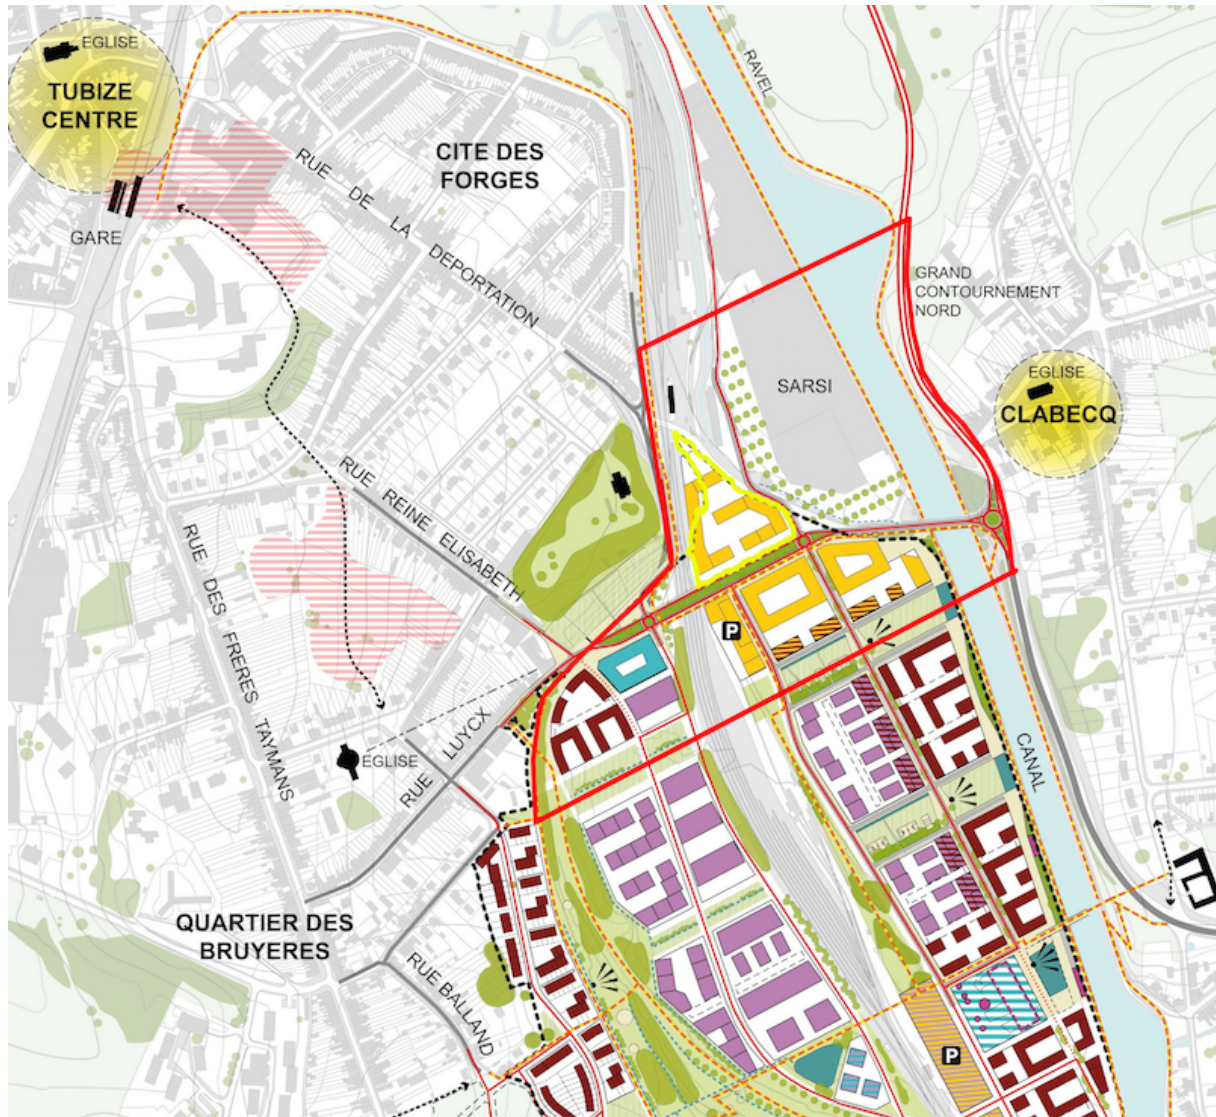 EGLISE
TUBIZE
CENTRE
GARE
CITE DES
FORGES
RUE DE LA DEPORTATION
RAVEL
GRAND
CONTOURNEMENT
NORD
SARSI
EGLISE
CLABECQ
RUE REINE ELISABETH
RUE DES FRERES TAYMANS
P
EGLISE
RUE LUYCX
CANAL
QUARTIER DES
BRUYERES
RUE BALLAND
P